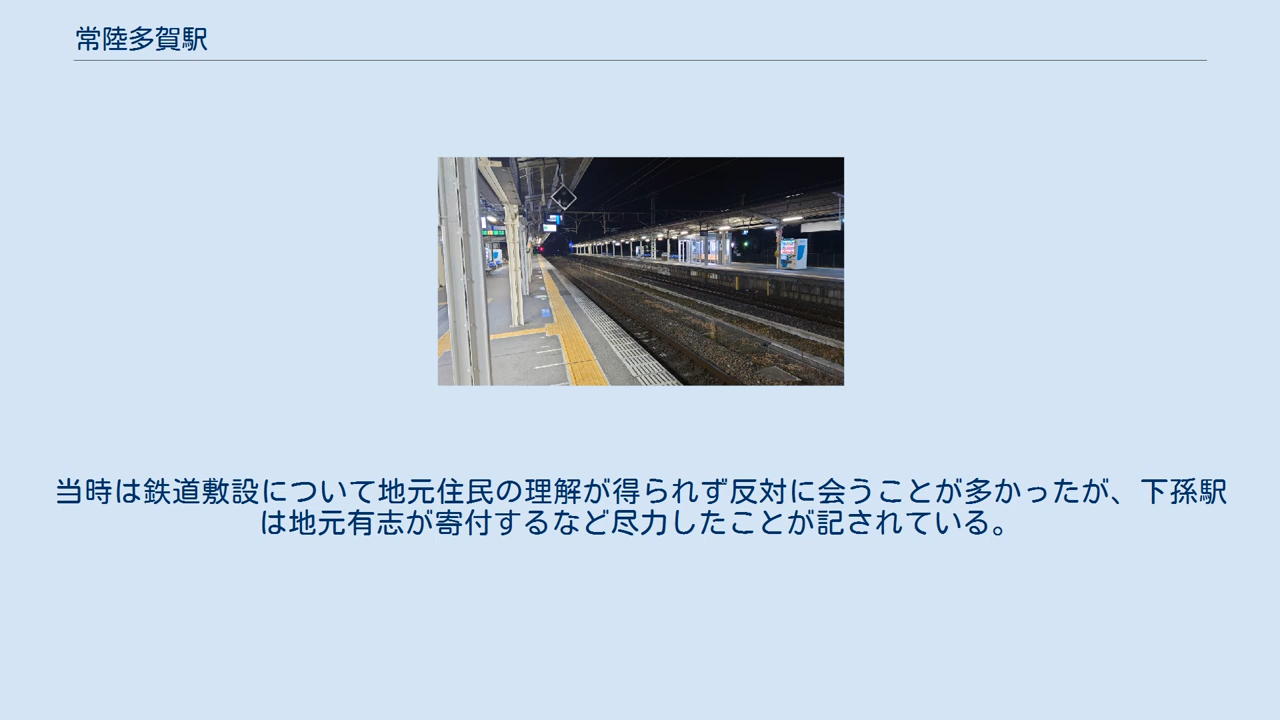 常陸多賀駅
当時は鉄道敷設について地元住民の理解が得られず反対に会うことが多かったが、下孫駅
は地元有志が寄付するなど尽力したことが記されている。